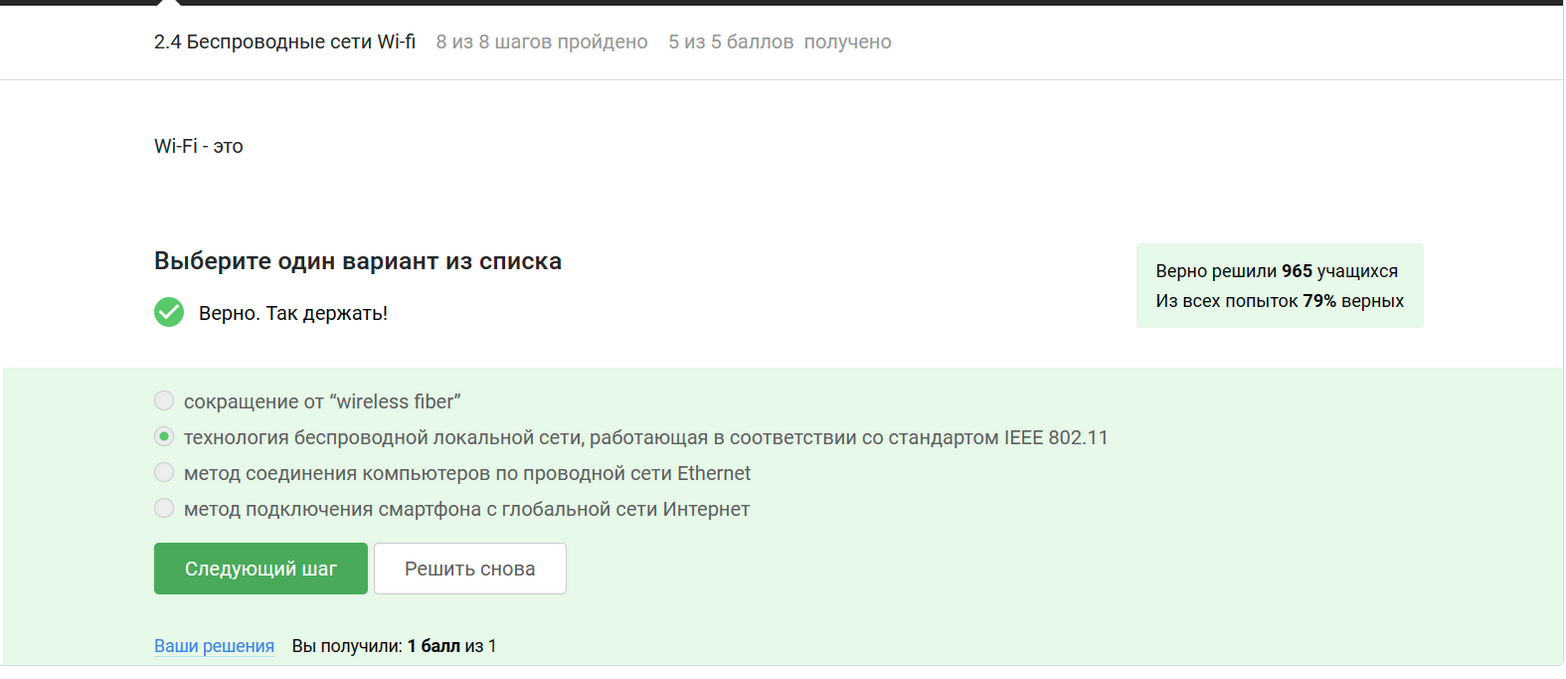 2.4 Беспроводные сети Wi-fi 8 из 8 шагов пройдено 5 из 5 баллов получено
Wi-Fi - это
Выберите один вариант из списка
Верно. Так держать!
Верно решили 965 учащихся
Из всех попыток 79% верных
сокращение от “wireless fiber”
технология беспроводной локальной сети, работающая в соответствии со стандартом IEEE 802.11
метод соединения компьютеров по проводной сети Ethernet
метод подключения смартфона с глобальной сети Интернет
Следующий шаг Решить снова
Ваши решения Вы получили: 1 балл из 1